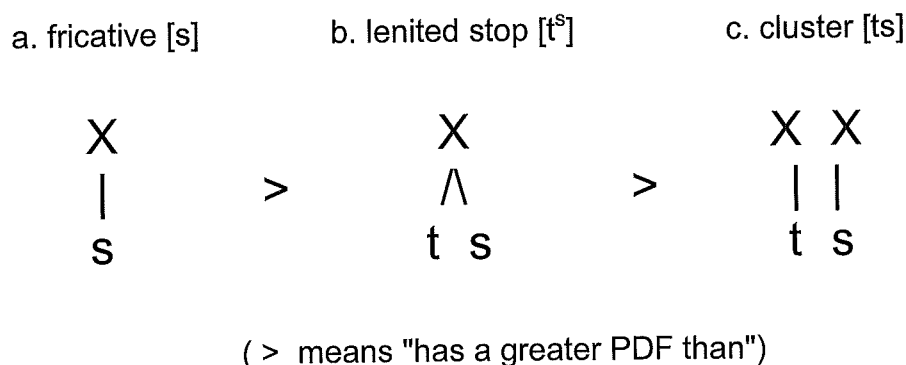 a. fricative [s] b. lenited stop [tˢ] c. cluster [ts]
X X X X
> >
s t s t s
( > means "has a greater PDF than")